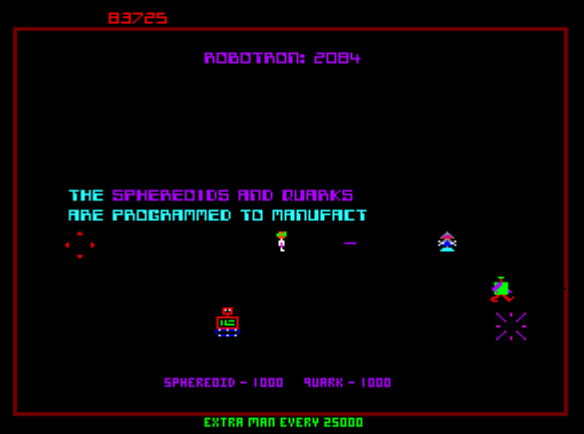 83725
ROBOTRON: 2084
THE SPHEREOIDS AND QUARKS
ARE PROGRAMMED TO MANUFACT
SPHEREOID - 1000 QUARK - 1000
EXTRA MAN EVERY 25000